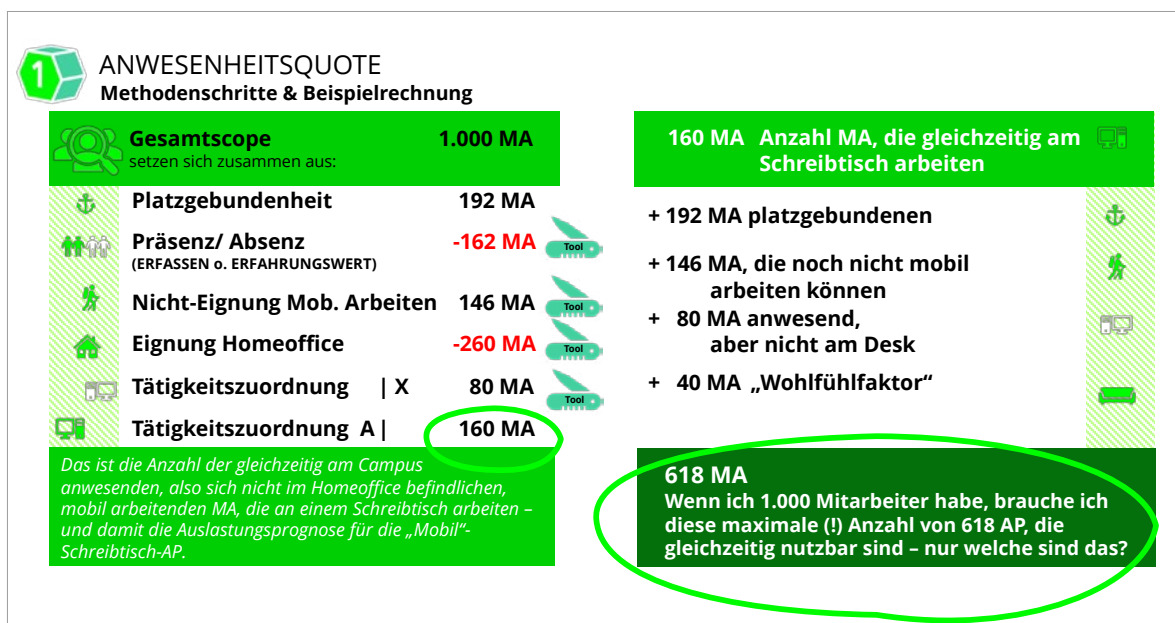 1
ANWESENHEITSQUOTE
Methodenschritte & Beispielrechnung
Gesamtscope 1.000 MA
setzen sich zusammen aus:
Platzgebundenheit 192 MA
Präsenz/ Absenz -162 MA
(ERFASSEN o. ERFAHRUNGSWERT)
Tool
Nicht-Eignung Mob. Arbeiten 146 MA
Tool
Eignung Homeoffice -260 MA
Tool
Tätigkeitszuordnung | X 80 MA
Tool
Tätigkeitszuordnung A | 160 MA
Das ist die Anzahl der gleichzeitig am Campus
anwesenden, also sich nicht im Homeoffice befindlichen,
mobil arbeitenden MA, die an einem Schreibtisch arbeiten –
und damit die Auslastungsprognose für die „Mobil"-
Schreibtisch-AP.
160 MA Anzahl MA, die gleichzeitig am
Schreibtisch arbeiten
+ 192 MA platzgebundenen
+ 146 MA, die noch nicht mobil
arbeiten können
+ 80 MA anwesend,
aber nicht am Desk
+ 40 MA „Wohlfühlfaktor“
618 MA
Wenn ich 1.000 Mitarbeiter habe, brauche ich
diese maximale (!) Anzahl von 618 AP, die
gleichzeitig nutzbar sind – nur welche sind das?